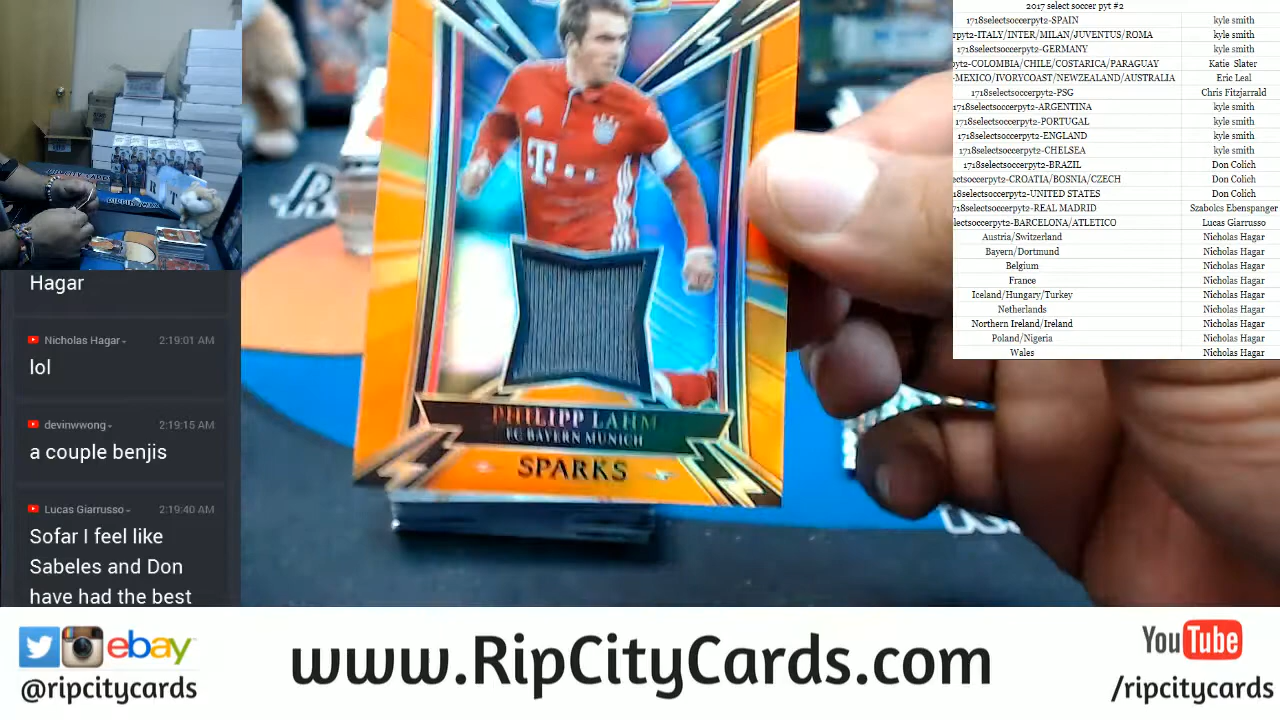 2017 select soccer pyt #2
1718selectsoccerpyt2-SPAIN kyle smith
rpyt2-ITALY/INTER/MILAN/JUVENTUS/ROMA kyle smith
1718selectsoccerpyt2-GERMANY kyle smith
pyt2-COLOMBIA/CHILE/COSTARICA/PARAGUAY Katie Slater
-MEXICO/IVORYCOAST/NEWZEALAND/AUSTRALIA Eric Leal
1718selectsoccerpyt2-PSG Chris Fitzjarrald
1718selectsoccerpyt2-ARGENTINA kyle smith
1718selectsoccerpyt2-PORTUGAL kyle smith
1718selectsoccerpyt2-ENGLAND kyle smith
1718selectsoccerpyt2-CHELSEA kyle smith
1718selectsoccerpyt2-BRAZIL Don Colich
ectsoccerpyt2-CROATIA/BOSNIA/CZECH Don Colich
18selectsoccerpyt2-UNITED STATES Don Colich
718selectsoccerpyt2-REAL MADRID Szabolcs Ebenspanger
lectsoccerpyt2-BARCELONA/ATLETICO Lucas Giarrusso
Austria/Switzerland Nicholas Hagar
Bayern/Dortmund Nicholas Hagar
Belgium Nicholas Hagar
France Nicholas Hagar
Iceland/Hungary/Turkey Nicholas Hagar
Netherlands Nicholas Hagar
Northern Ireland/Ireland Nicholas Hagar
Poland/Nigeria Nicholas Hagar
Wales Nicholas Hagar
Hagar
Nicholas Hagar 2:19:01 AM
lol
devinwwong 2:19:15 AM
a couple benjis
Lucas Giarrusso 2:19:40 AM
Sofar I feel like
Sabeles and Don
have had the best
T
PHILIPP LAHM
FC BAYERN MUNICH
SPARKS
ebay
@ripcitycards
www.RipCityCards.com
YouTube
/ripcitycards